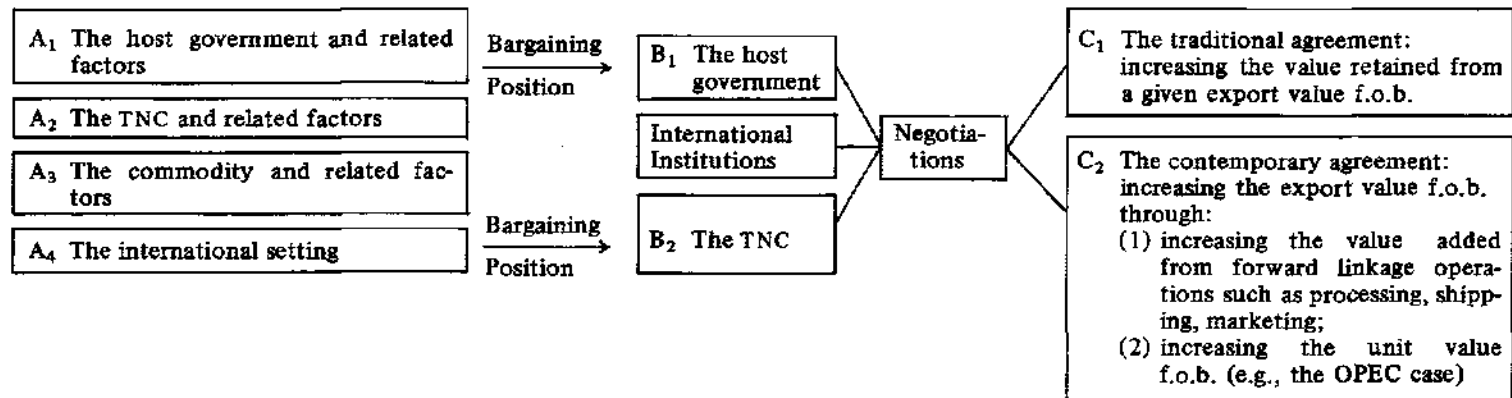 A₁ The host government and related
factors
A₂ The TNC and related factors
A₃ The commodity and related fac-
tors
A₄ The international setting
Bargaining
Position
Bargaining
Position
B₁ The host
government
International
Institutions
B₂ The TNC
Negotia-
tions
C₁ The traditional agreement:
increasing the value retained from
a given export value f.o.b.
C₂ The contemporary agreement:
increasing the export value f.o.b.
through:
(1) increasing the value added
from forward linkage opera-
tions such as processing, shipp-
ing, marketing;
(2) increasing the unit value
f.o.b. (e.g., the OPEC case)